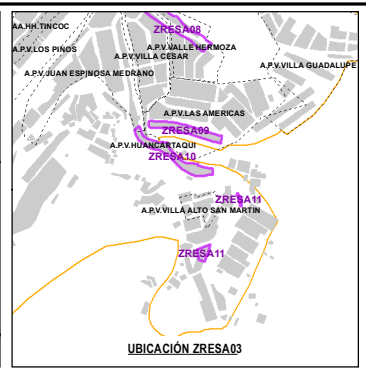 ZRESA08
AA.HH.TINCOC
A.P.V.LOS PINOS
A.P.V.VALLE HERMOZA
A.P.V.VILLA CESAR
A.P.V.VILLA GUADALUPE
A.P.V.JUAN ESPINOSA MEDRANO
A.P.V.LAS AMERICAS
ZRESA09
A.P.V.HUANCARTAQUI
ZRESA10
ZRESA11
A.P.V.VILLA ALTO SAN MARTIN
ZRESA11
UBICACIÓN ZRESA03